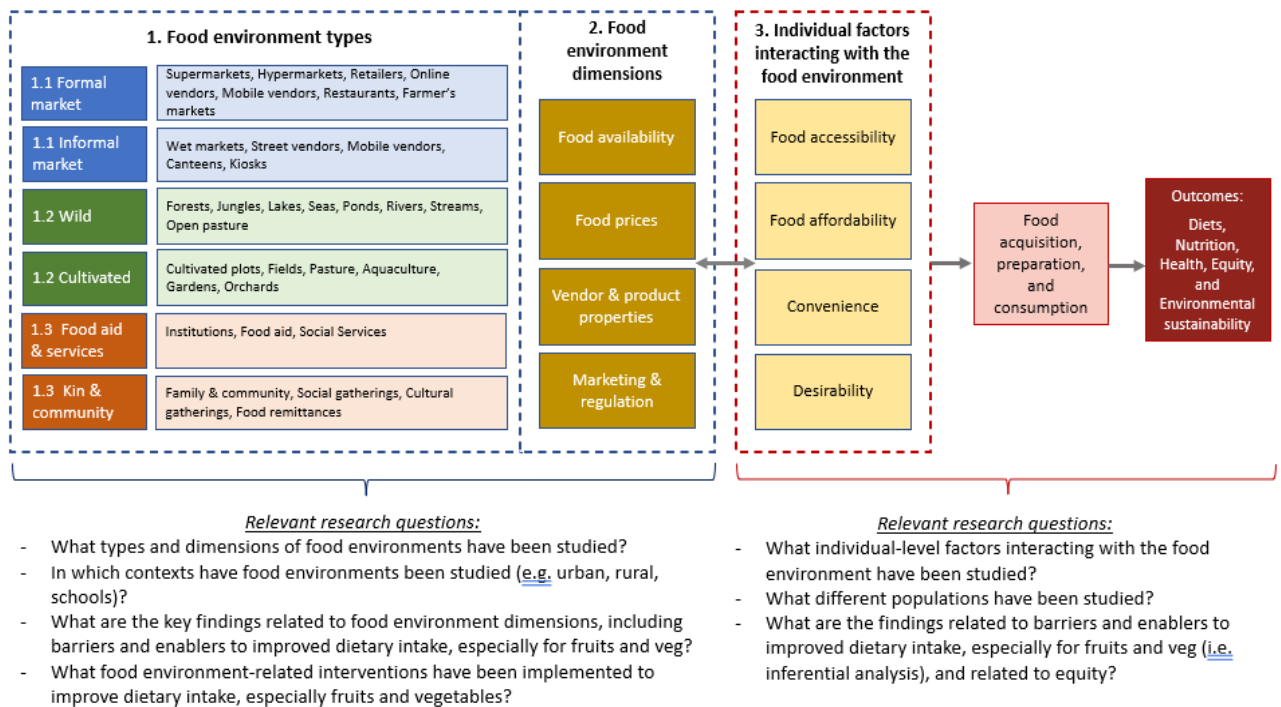 1. Food environment types
1.1 Formal
market
Supermarkets, Hypermarkets, Retailers, Online
vendors, Mobile vendors, Restaurants, Farmer's
markets
1.1 Informal
market
Wet markets, Street vendors, Mobile vendors,
Canteens, Kiosks
1.2 Wild
Forests, Jungles, Lakes, Seas, Ponds, Rivers, Streams,
Open pasture
1.2 Cultivated
Cultivated plots, Fields, Pasture, Aquaculture,
Gardens, Orchards
1.3 Food aid
& services
Institutions, Food aid, Social Services
1.3 Kin &
community
Family & community, Social gatherings, Cultural
gatherings, Food remittances
2. Food
environment
dimensions
Food availability
Food prices
Vendor & product
properties
Marketing &
regulation
3. Individual factors
interacting with the
food environment
Food accessibility
Food affordability
Convenience
Desirability
Food
acquisition,
preparation,
and
consumption
Outcomes:
Diets,
Nutrition,
Health, Equity,
and
Environmental
sustainability
Relevant research questions:
- What types and dimensions of food environments have been studied?
- In which contexts have food environments been studied (e.g. urban, rural,
schools)?
- What are the key findings related to food environment dimensions, including
barriers and enablers to improved dietary intake, especially for fruits and veg?
- What food environment-related interventions have been implemented to
improve dietary intake, especially fruits and vegetables?
Relevant research questions:
- What individual-level factors interacting with the food
environment have been studied?
- What different populations have been studied?
- What are the findings related to barriers and enablers to
improved dietary intake, especially for fruits and veg (i.e.
inferential analysis), and related to equity?